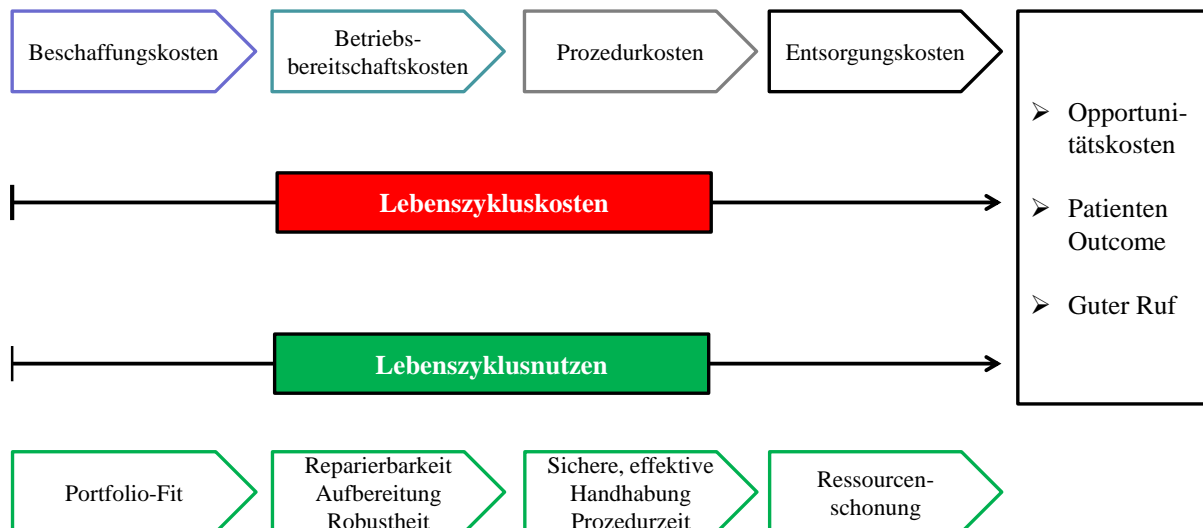 Beschaffungskosten
Betriebs-
bereitschaftskosten
Prozedurkosten
Entsorgungskosten
Opportuni-
tätskosten
Patienten
Outcome
Guter Ruf
Lebenszykluskosten
Lebenszyklusnutzen
Portfolio-Fit
Reparierbarkeit
Aufbereitung
Robustheit
Sichere, effektive
Handhabung
Prozedurzeit
Ressourcen-
schonung